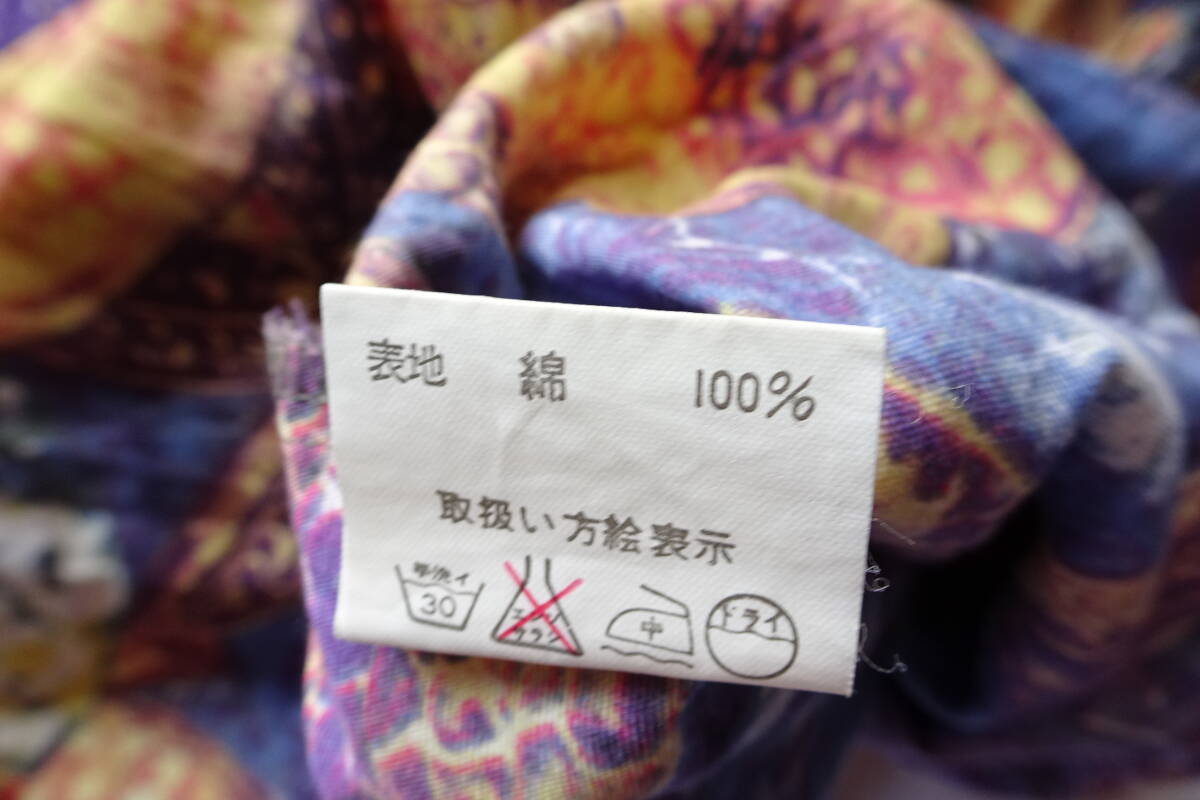 表地 綿 100%
取扱い方絵表示
手洗イ
30
エンソ
サラシ
中
ドライ